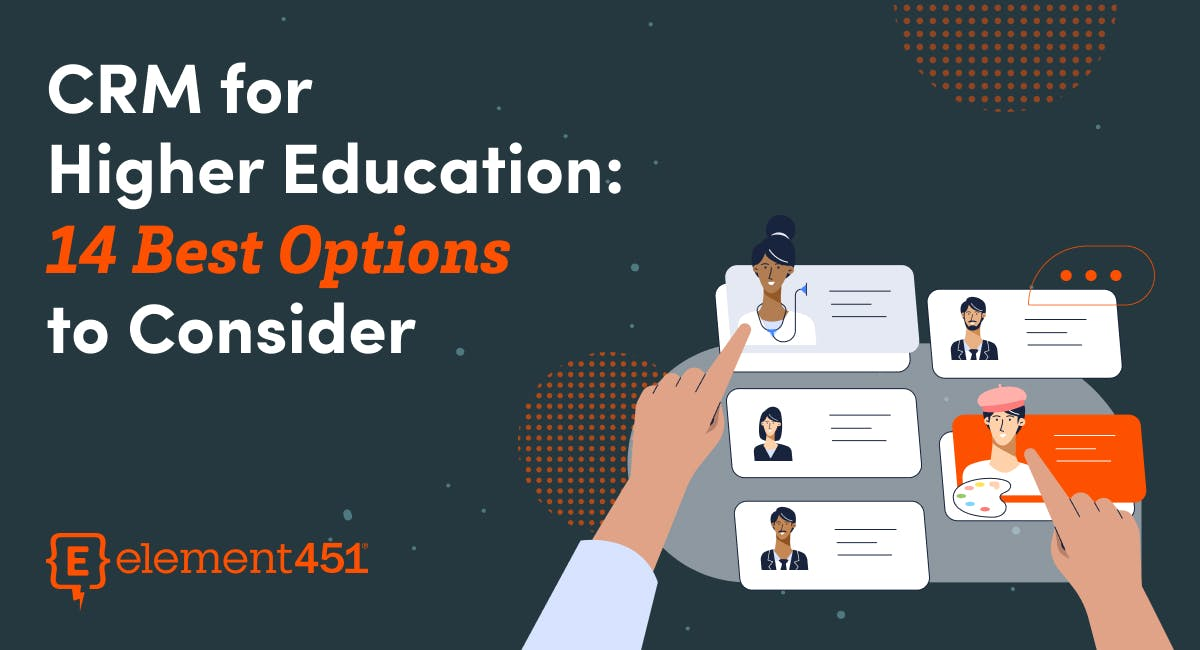 CRM for
Higher Education:
14 Best Options
to Consider
E element451®